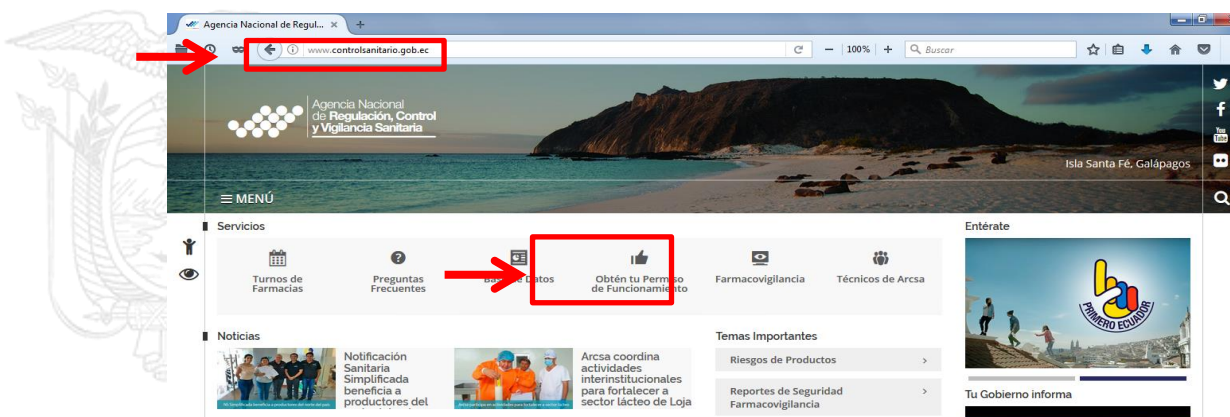 Agencia Nacional de Regul... × +
www.controlsanitario.gob.ec
100%
Buscar
Agencia Nacional
de Regulación, Control
y Vigilancia Sanitaria
Isla Santa Fé, Galápagos
MENÚ
You
Tube
Servicios
Turnos de
Farmacias
Preguntas
Frecuentes
Datos
Obtén tu Permiso
de Funcionamiento
Farmacovigilancia
Técnicos de Arcsa
Entérate
PRIMERO ECUADOR
Noticias
Notificación
Sanitaria
Simplificada
beneficia a
productores del
Arcsa coordina
actividades
interinstitucionales
para fortalecer a
sector lácteo de Loja
Temas Importantes
Riesgos de Productos
Reportes de Seguridad
Farmacovigilancia
Tu Gobierno informa